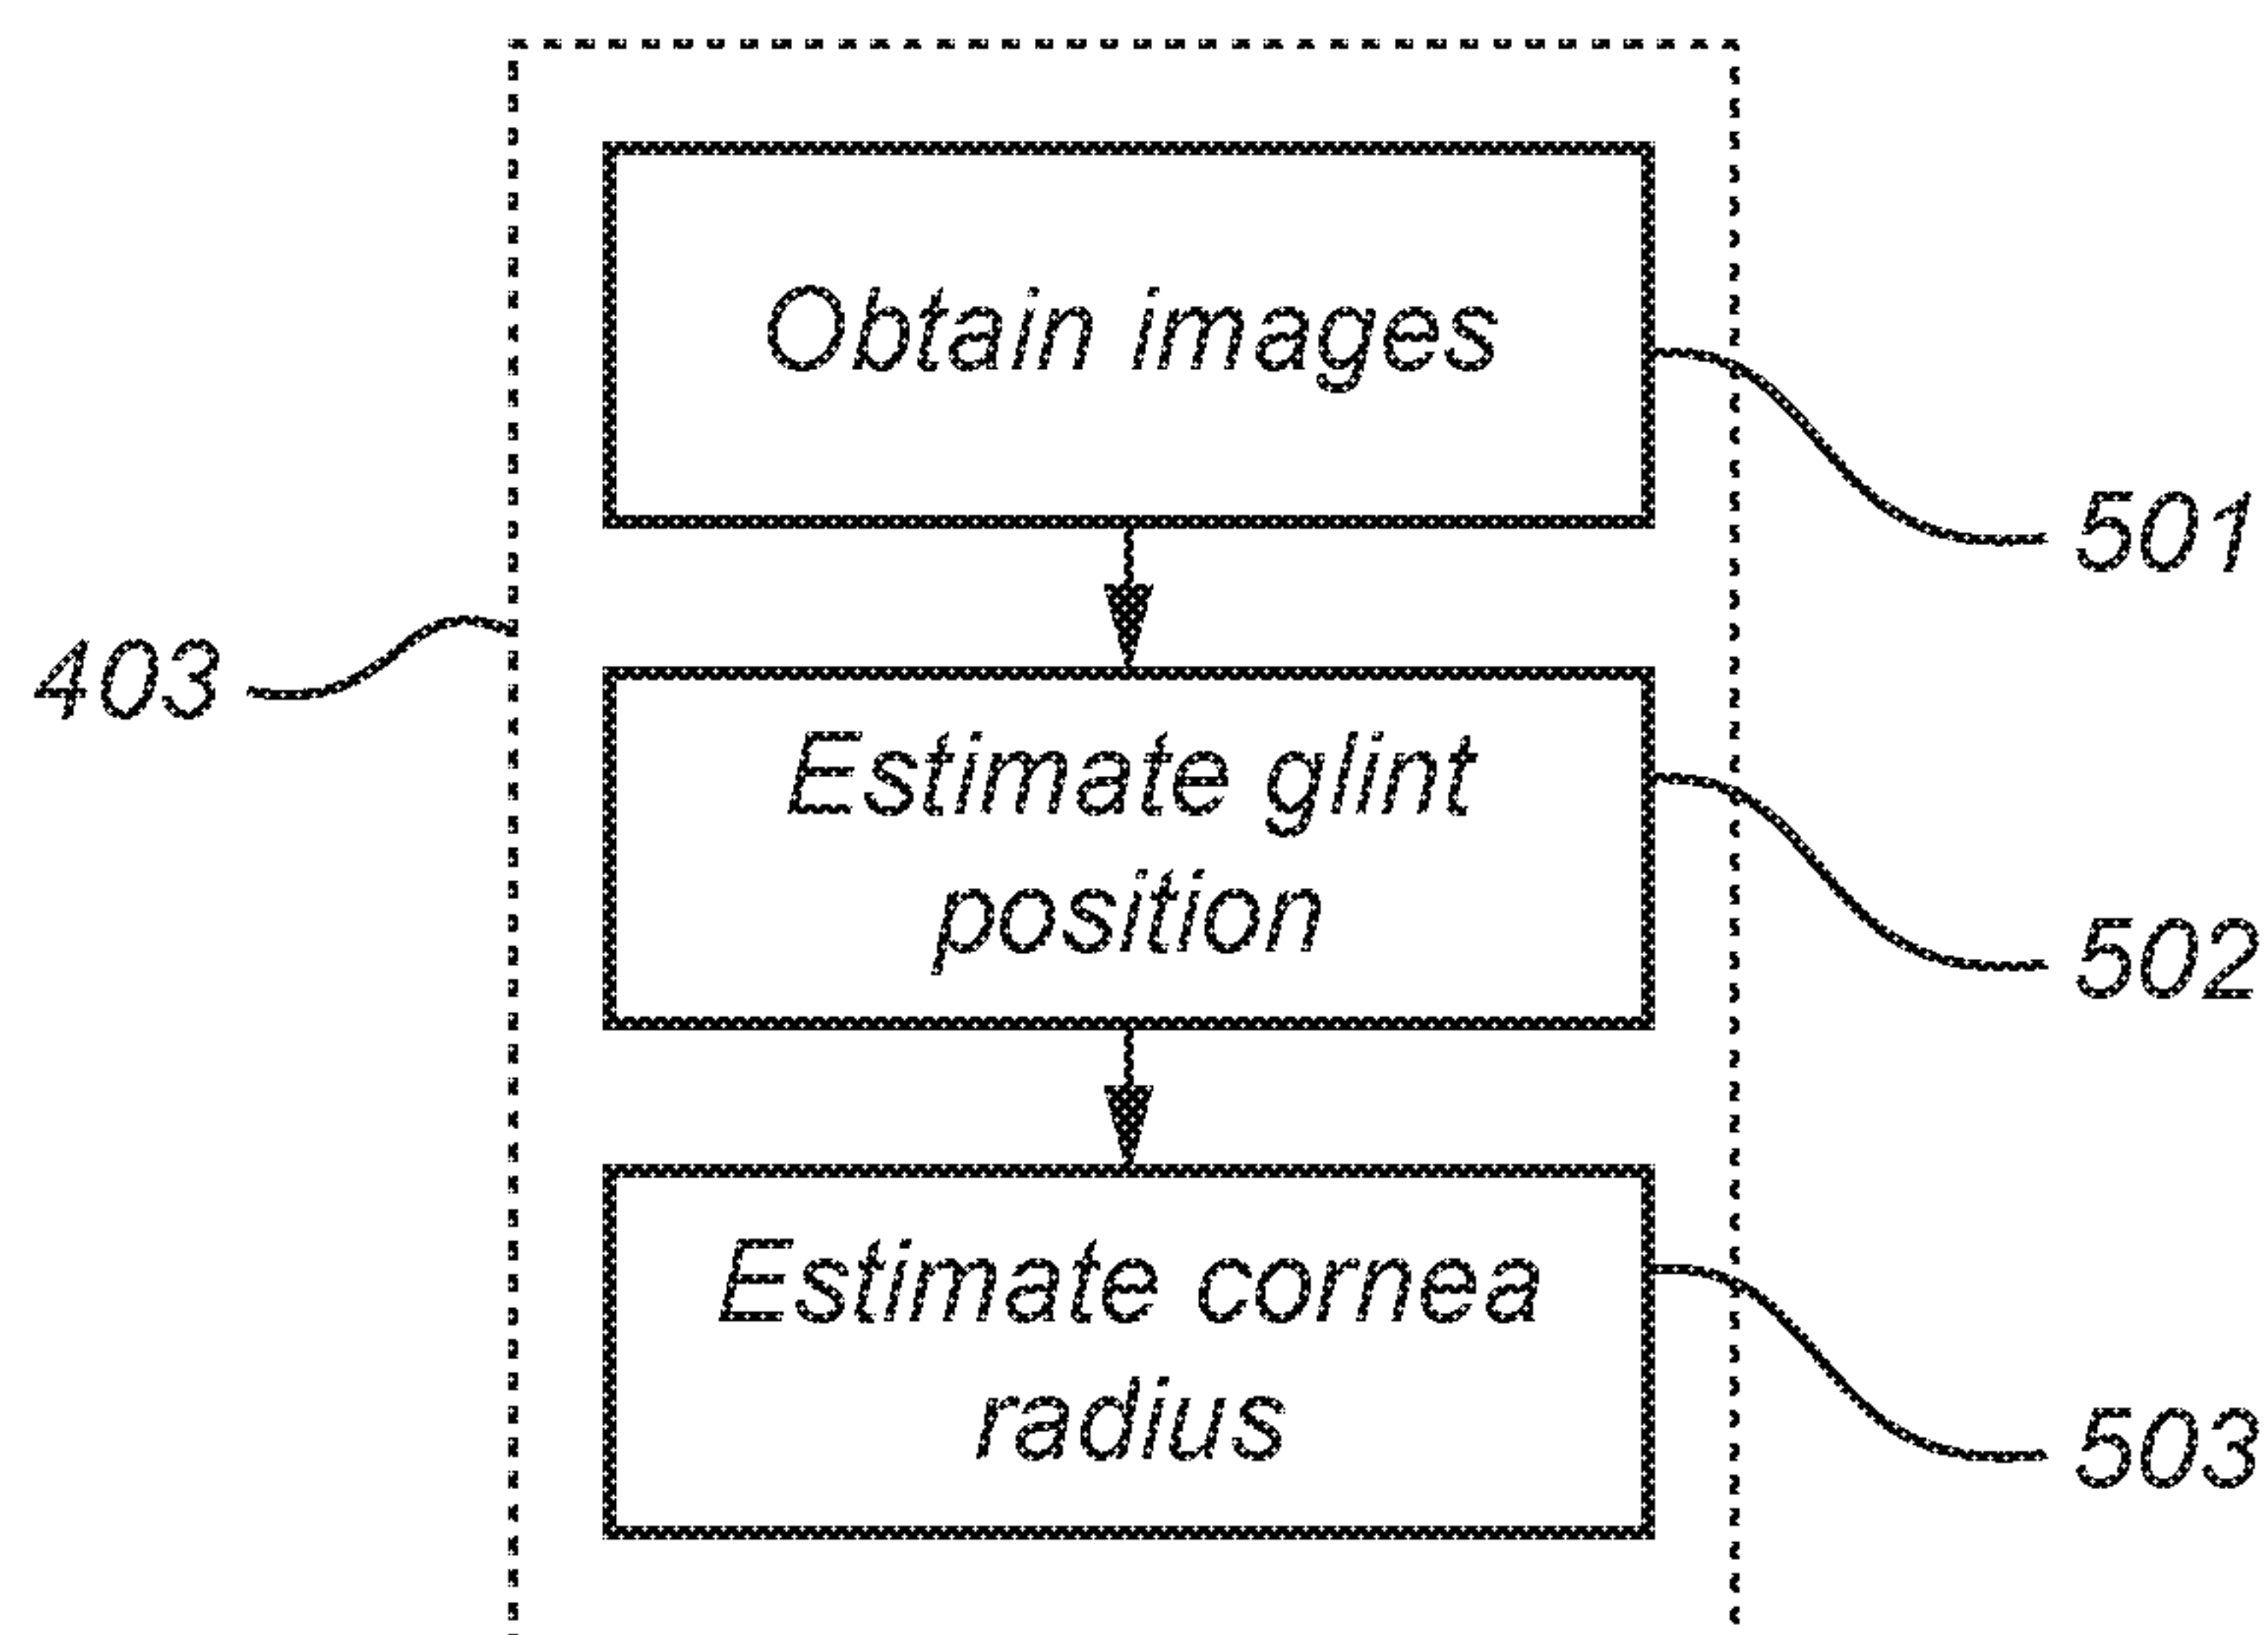 Obtain images
501
403
Estimate glint
position
502
Estimate cornea
radius
503